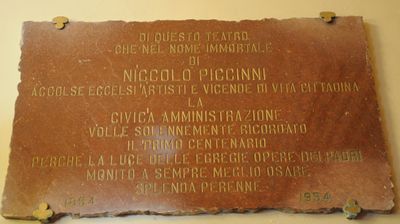 DI QUESTO TEATRO
CHE NEL NOME IMMORTALE
DI
NICCOLÒ PICCINNI
ACCOLSE ECCELSI ARTISTI E VICENDE DI VITA CITTADINA
LA
CIVICA AMMINISTRAZIONE
VOLLE SOLENNEMENTE RICORDATO
IL PRIMO CENTENARIO
PERCHÈ LA LUCE DELLE EGREGIE OPERE DEI PADRI
MONITO A SEMPRE MEGLIO OSARE
SPLENDA PERENNE
1854 1954